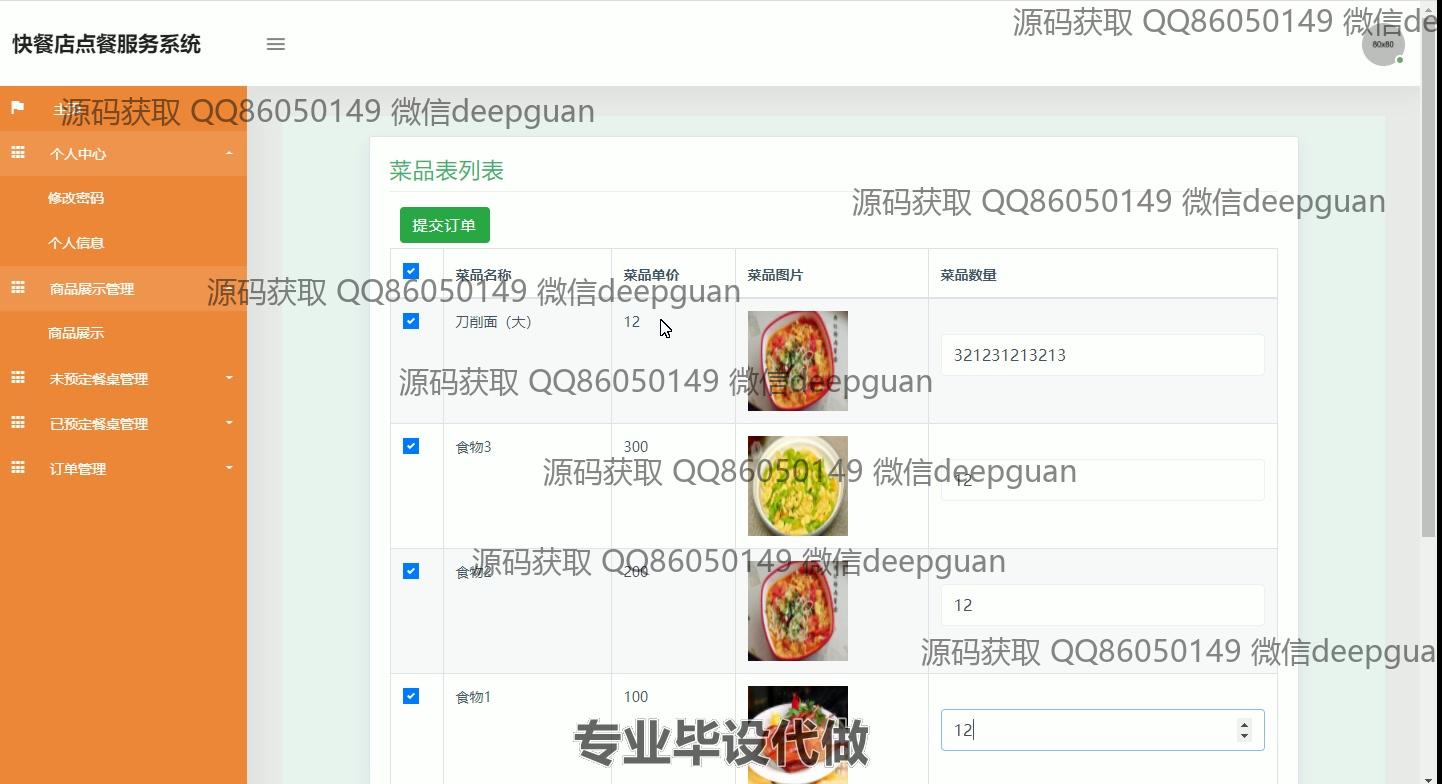 源码获取 QQ86050149 微信de
快餐店点餐服务系统
60x60
主页
源码获取 QQ86050149 微信deepguan
个人中心
修改密码
个人信息
商品展示管理
商品展示
未预定餐桌管理
已预定餐桌管理
订单管理
菜品表列表
源码获取 QQ86050149 微信deepguan
提交订单
菜品名称 菜品单价 菜品图片 菜品数量
源码获取 QQ86050149 微信deepguan
刀削面（大） 12 321231213213
源码获取 QQ86050149 微信deepguan
食物3 300 12
源码获取 QQ86050149 微信deepguan
源码获取 QQ86050149 微信deepguan
食物2 200 12
源码获取 QQ86050149 微信deepgua
食物1 100 12
专业毕设代做